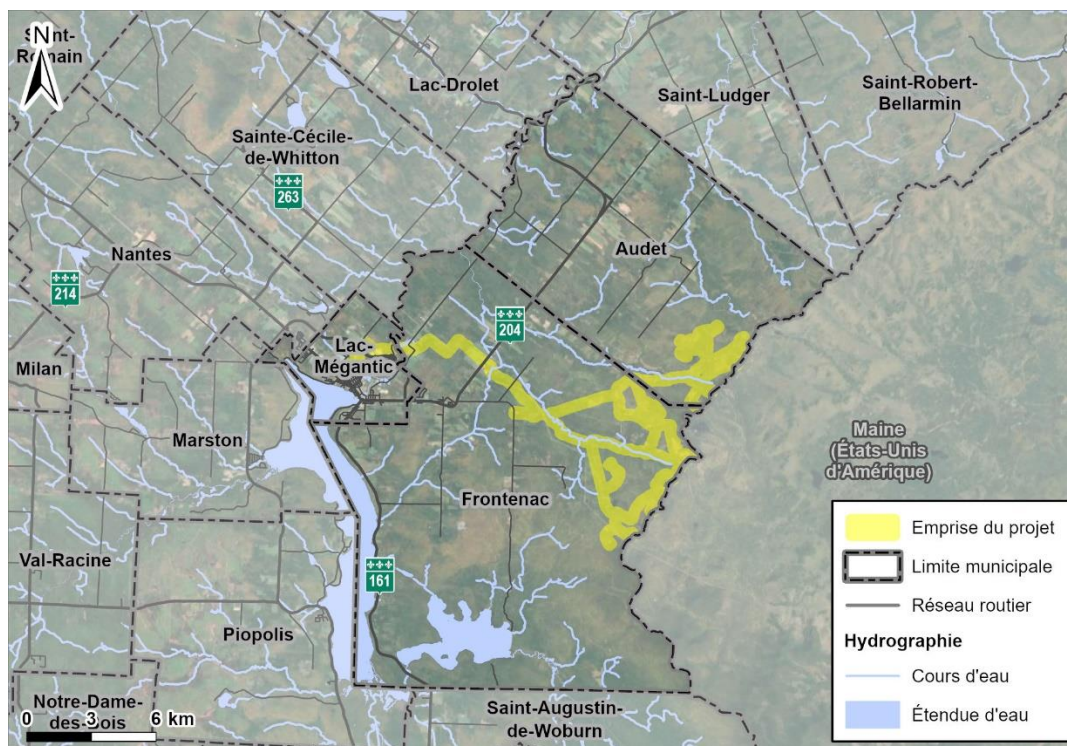 N
Saint-
Romain
Lac-Drolet
Saint-Ludger
Saint-Robert-
Bellarmin
Sainte-Cécile-
de-Whitton
263
Audet
Nantes
214
204
Lac-
Mégantic
Milan
Marston
Maine
(États-Unis
d'Amérique)
Frontenac
Val-Racine
161
Piopolis
Notre-Dame-
des-Bois
Saint-Augustin-
de-Woburn
0 3 6 km
Emprise du projet
Limite municipale
Réseau routier
Hydrographie
Cours d'eau
Étendue d'eau